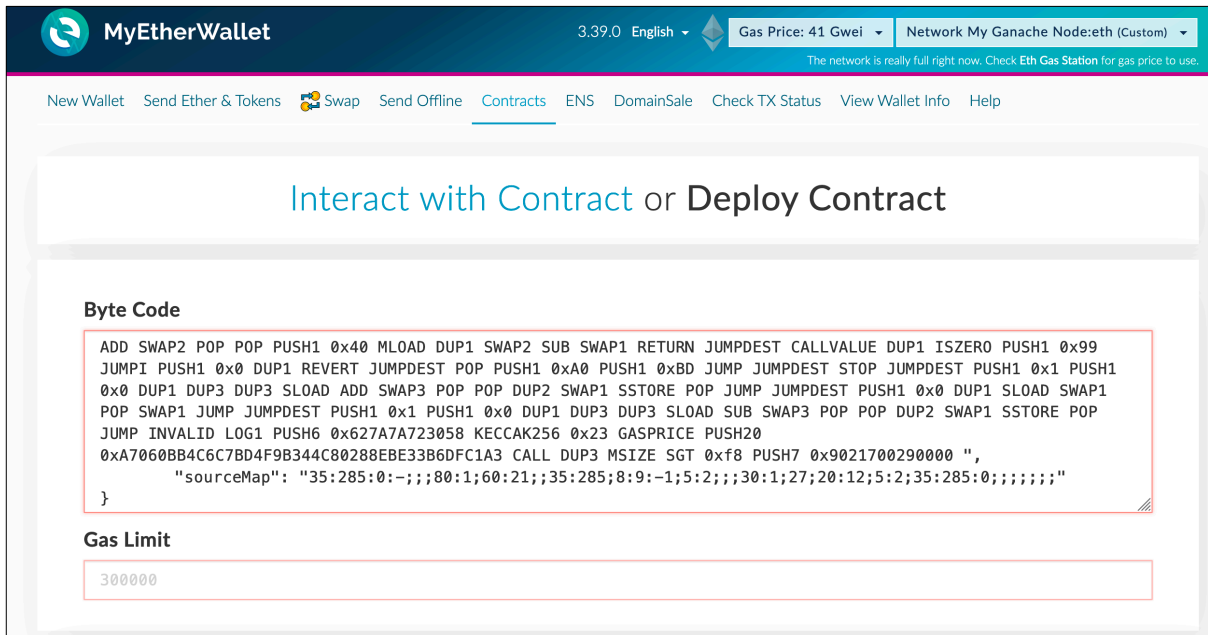 MyEtherWallet
3.39.0 English
Gas Price: 41 Gwei
Network My Ganache Node:eth (Custom)
The network is really full right now. Check Eth Gas Station for gas price to use.
New Wallet Send Ether & Tokens Swap Send Offline Contracts ENS DomainSale Check TX Status View Wallet Info Help
Interact with Contract or Deploy Contract
Byte Code
ADD SWAP2 POP POP PUSH1 0x40 MLOAD DUP1 SWAP2 SUB SWAP1 RETURN JUMPDEST CALLVALUE DUP1 ISZERO PUSH1 0x99
JUMPI PUSH1 0x0 DUP1 REVERT JUMPDEST POP PUSH1 0xA0 PUSH1 0xBD JUMP JUMPDEST STOP JUMPDEST PUSH1 0x1 PUSH1
0x0 DUP1 DUP3 DUP3 SLOAD ADD SWAP3 POP POP DUP2 SWAP1 SSTORE POP JUMP JUMPDEST PUSH1 0x0 DUP1 SLOAD SWAP1
POP SWAP1 JUMP JUMPDEST PUSH1 0x1 PUSH1 0x0 DUP1 DUP3 DUP3 SLOAD SUB SWAP3 POP POP DUP2 SWAP1 SSTORE POP
JUMP INVALID LOG1 PUSH6 0x627A7A723058 KECCAK256 0x23 GASPRICE PUSH20
0xA7060BB4C6C7BD4F9B344C80288EBE33B6DFC1A3 CALL DUP3 MSIZE SGT 0xf8 PUSH7 0x9021700290000 ",
"sourceMap": "35:285:0:-;;;80:1;60:21;;35:285;8:9:-1;5:2;;;30:1;27;20:12;5:2;35:285:0;;;;;;;"
}
Gas Limit
300000